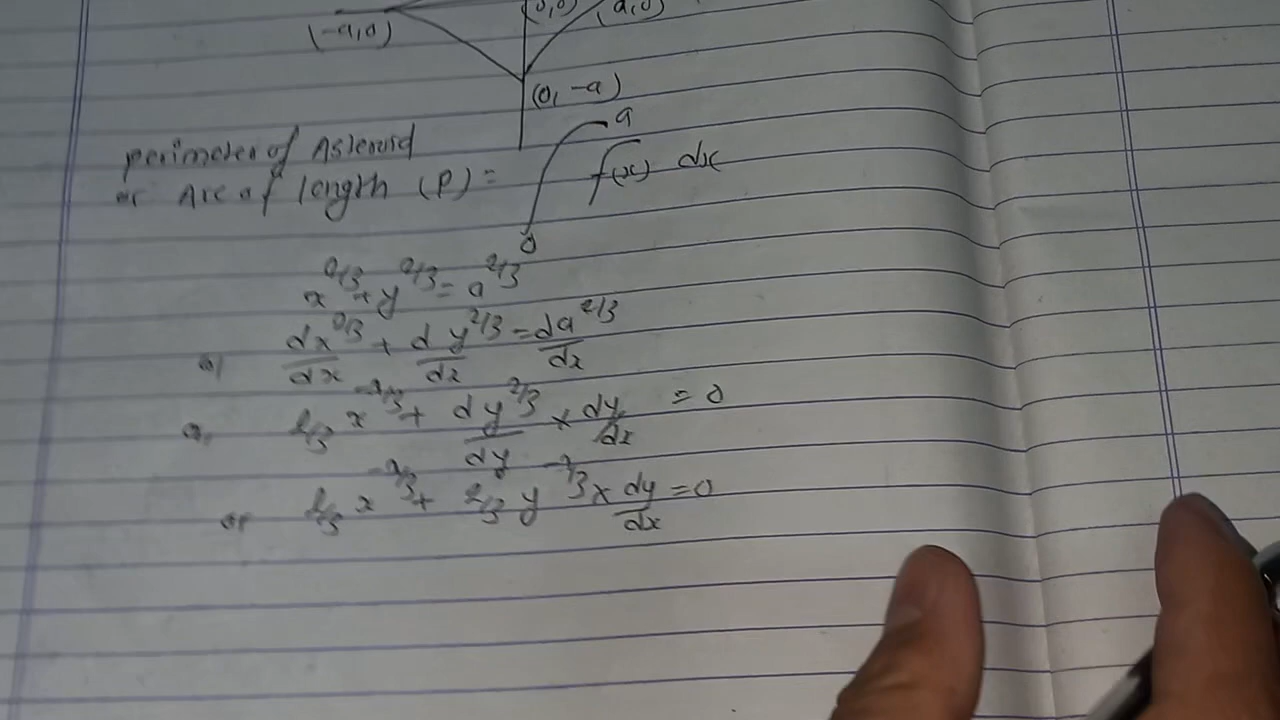 (-a,0) (0,0) (a,0)
(0, -a)
perimeter of Asteroid
or Arc of length (P) = ∫₀ᵃ f(x) dx
x^2/3 + y^2/3 = a^2/3
or dx^2/3/dx + dy^2/3/dx = da^2/3/dx
or, 2/3 x^-1/3 + dy^2/3/dy × dy/dx = 0
or 2/3 x^-1/3 + 2/3 y^-1/3 × dy/dx = 0